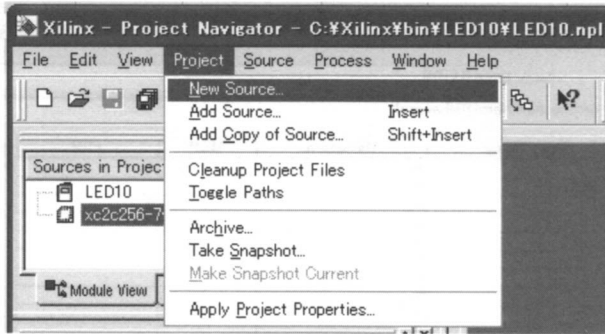 Xilinx - Project Navigator - C:¥Xilinx¥bin¥LED10¥LED10.npl
File Edit View Project Source Process Window Help
New Source...
Add Source... Insert
Add Copy of Source... Shift+Insert
Sources in Projec
Cleanup Project Files
LED10
Toggle Paths
xc2c256-7
Archive...
Take Snapshot...
Make Snapshot Current
Module View
Apply Project Properties...